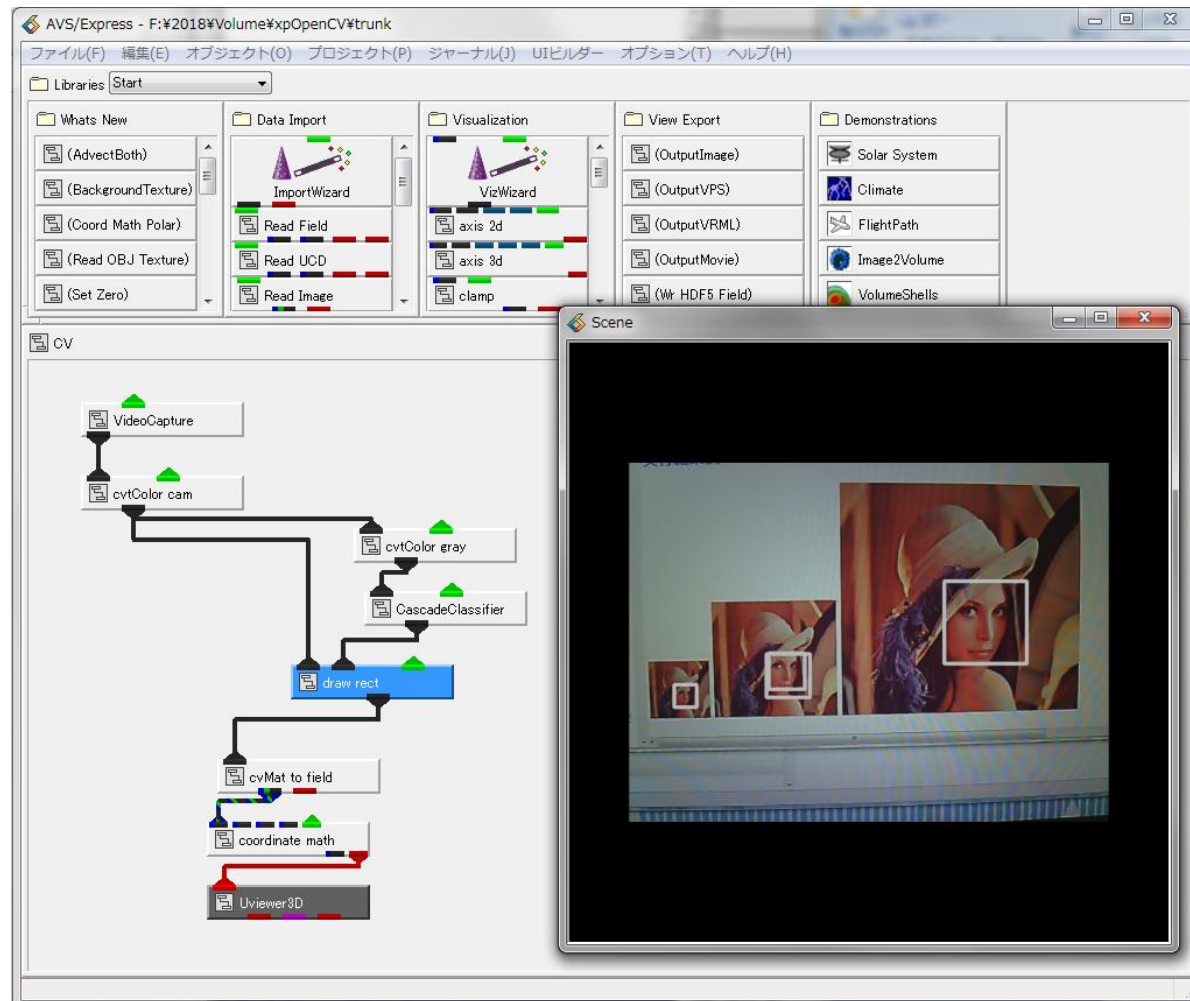 AVS/Express - F:¥2018¥Volume¥xpOpenCV¥trunk
ファイル(F) 編集(E) オブジェクト(O) プロジェクト(P) ジャーナル(J) UIビルダー オプション(T) ヘルプ(H)
Libraries Start
Whats New
(AdvectBoth)
(BackgroundTexture)
(Coord Math Polar)
(Read OBJ Texture)
(Set Zero)
Data Import
ImportWizard
Read Field
Read UCD
Read Image
Visualization
VizWizard
axis 2d
axis 3d
clamp
View Export
(OutputImage)
(OutputVPS)
(OutputVRML)
(OutputMovie)
(Wr HDF5 Field)
Demonstrations
Solar System
Climate
FlightPath
Image2Volume
VolumeShells
CV
VideoCapture
cvtColor cam
cvtColor gray
CascadeClassifier
draw rect
cvMat to field
coordinate math
Uviewer3D
Scene